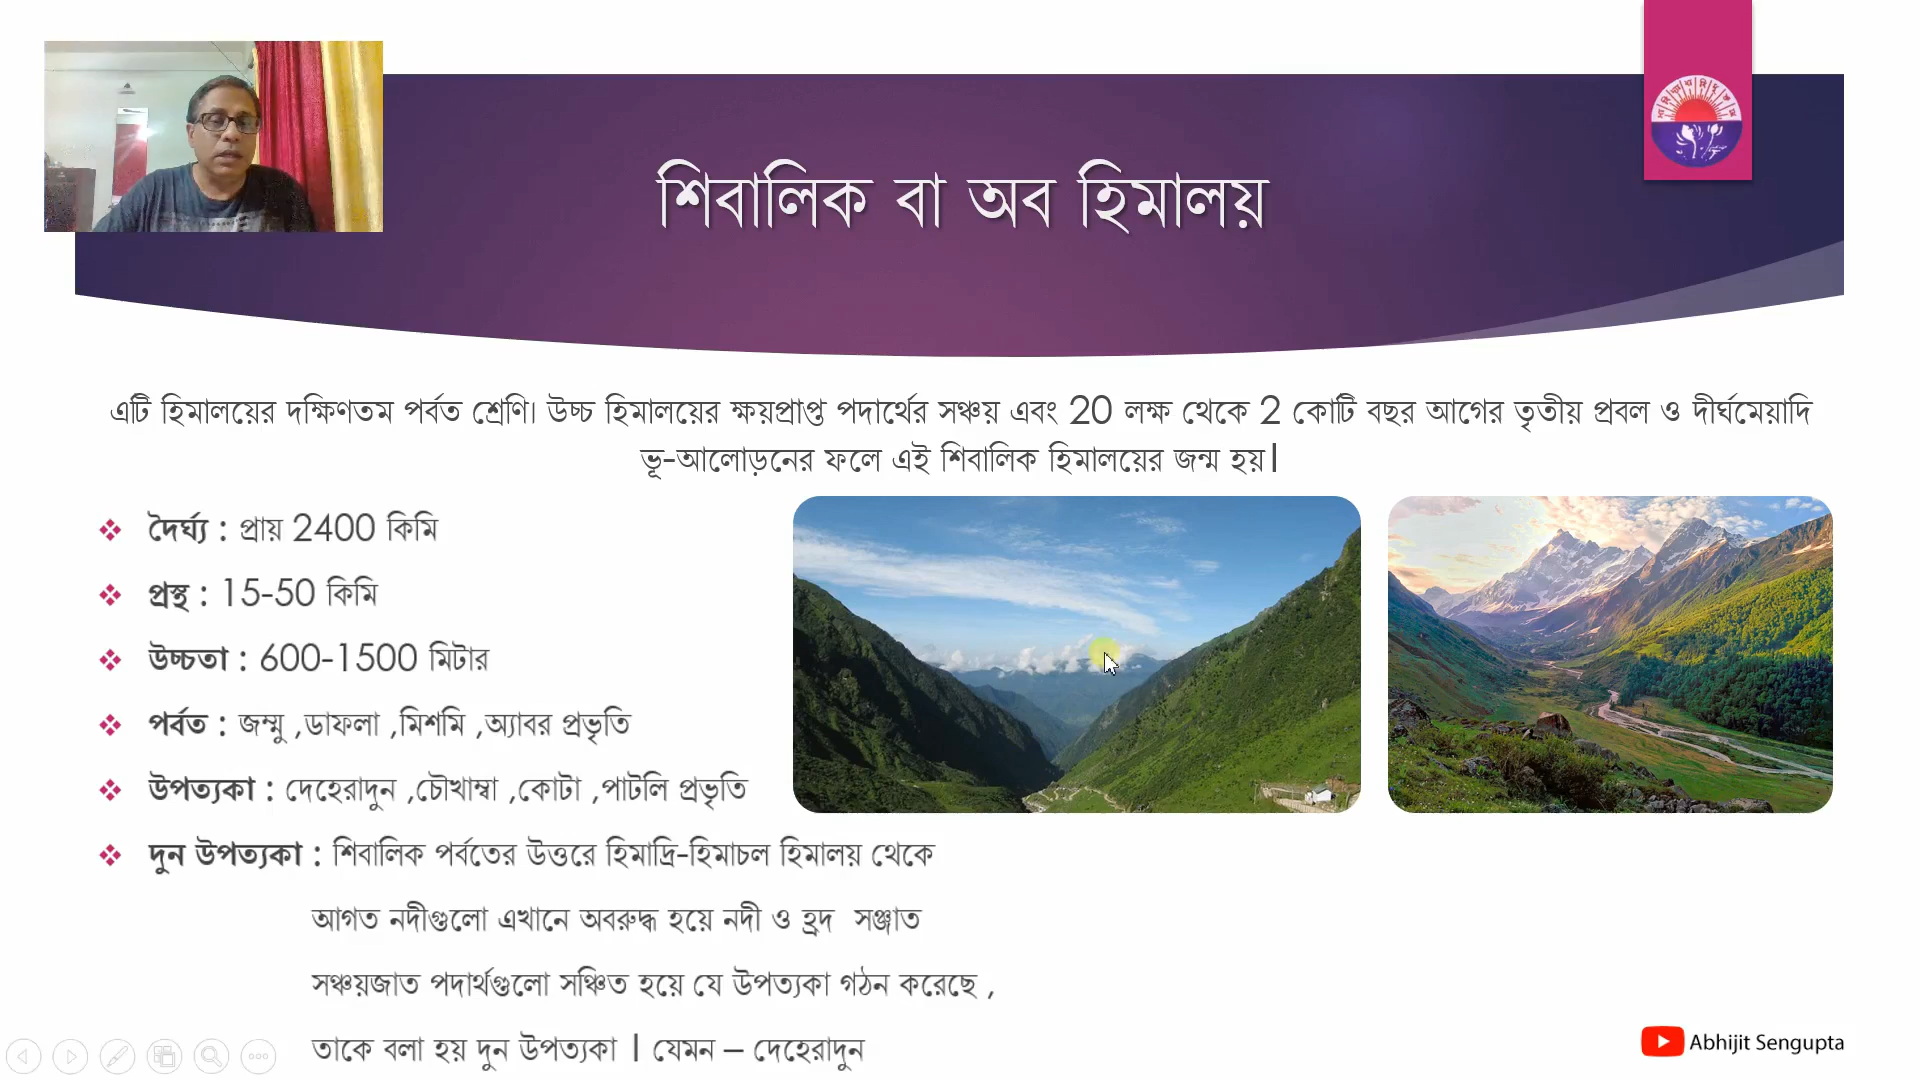 শিবালিক বা অব হিমালয়
এটি হিমালয়ের দক্ষিণতম পর্বত শ্রেণি। উচ্চ হিমালয়ের ক্ষয়প্রাপ্ত পদার্থের সঞ্চয় এবং 20 লক্ষ থেকে 2 কোটি বছর আগের তৃতীয় প্রবল ও দীর্ঘমেয়াদি
ভূ-আলোড়নের ফলে এই শিবালিক হিমালয়ের জন্ম হয়|
❖ দৈর্ঘ্য : প্রায় 2400 কিমি
❖ প্রস্থ : 15-50 কিমি
❖ উচ্চতা : 600-1500 মিটার
❖ পর্বত : জম্মু ,ডাফলা ,মিশমি ,অ্যাবর প্রভৃতি
❖ উপত্যকা : দেহেরাদুন ,চৌখাম্বা ,কোটা ,পাটলি প্রভৃতি
❖ দুন উপত্যকা : শিবালিক পর্বতের উত্তরে হিমাদ্রি-হিমাচল হিমালয় থেকে
আগত নদীগুলো এখানে অবরুদ্ধ হয়ে নদী ও হ্রদ সঞ্জাত
সঞ্চয়জাত পদার্থগুলো সঞ্চিত হয়ে যে উপত্যকা গঠন করেছে ,
তাকে বলা হয় দুন উপত্যকা | যেমন – দেহেরাদুন
Abhijit Sengupta